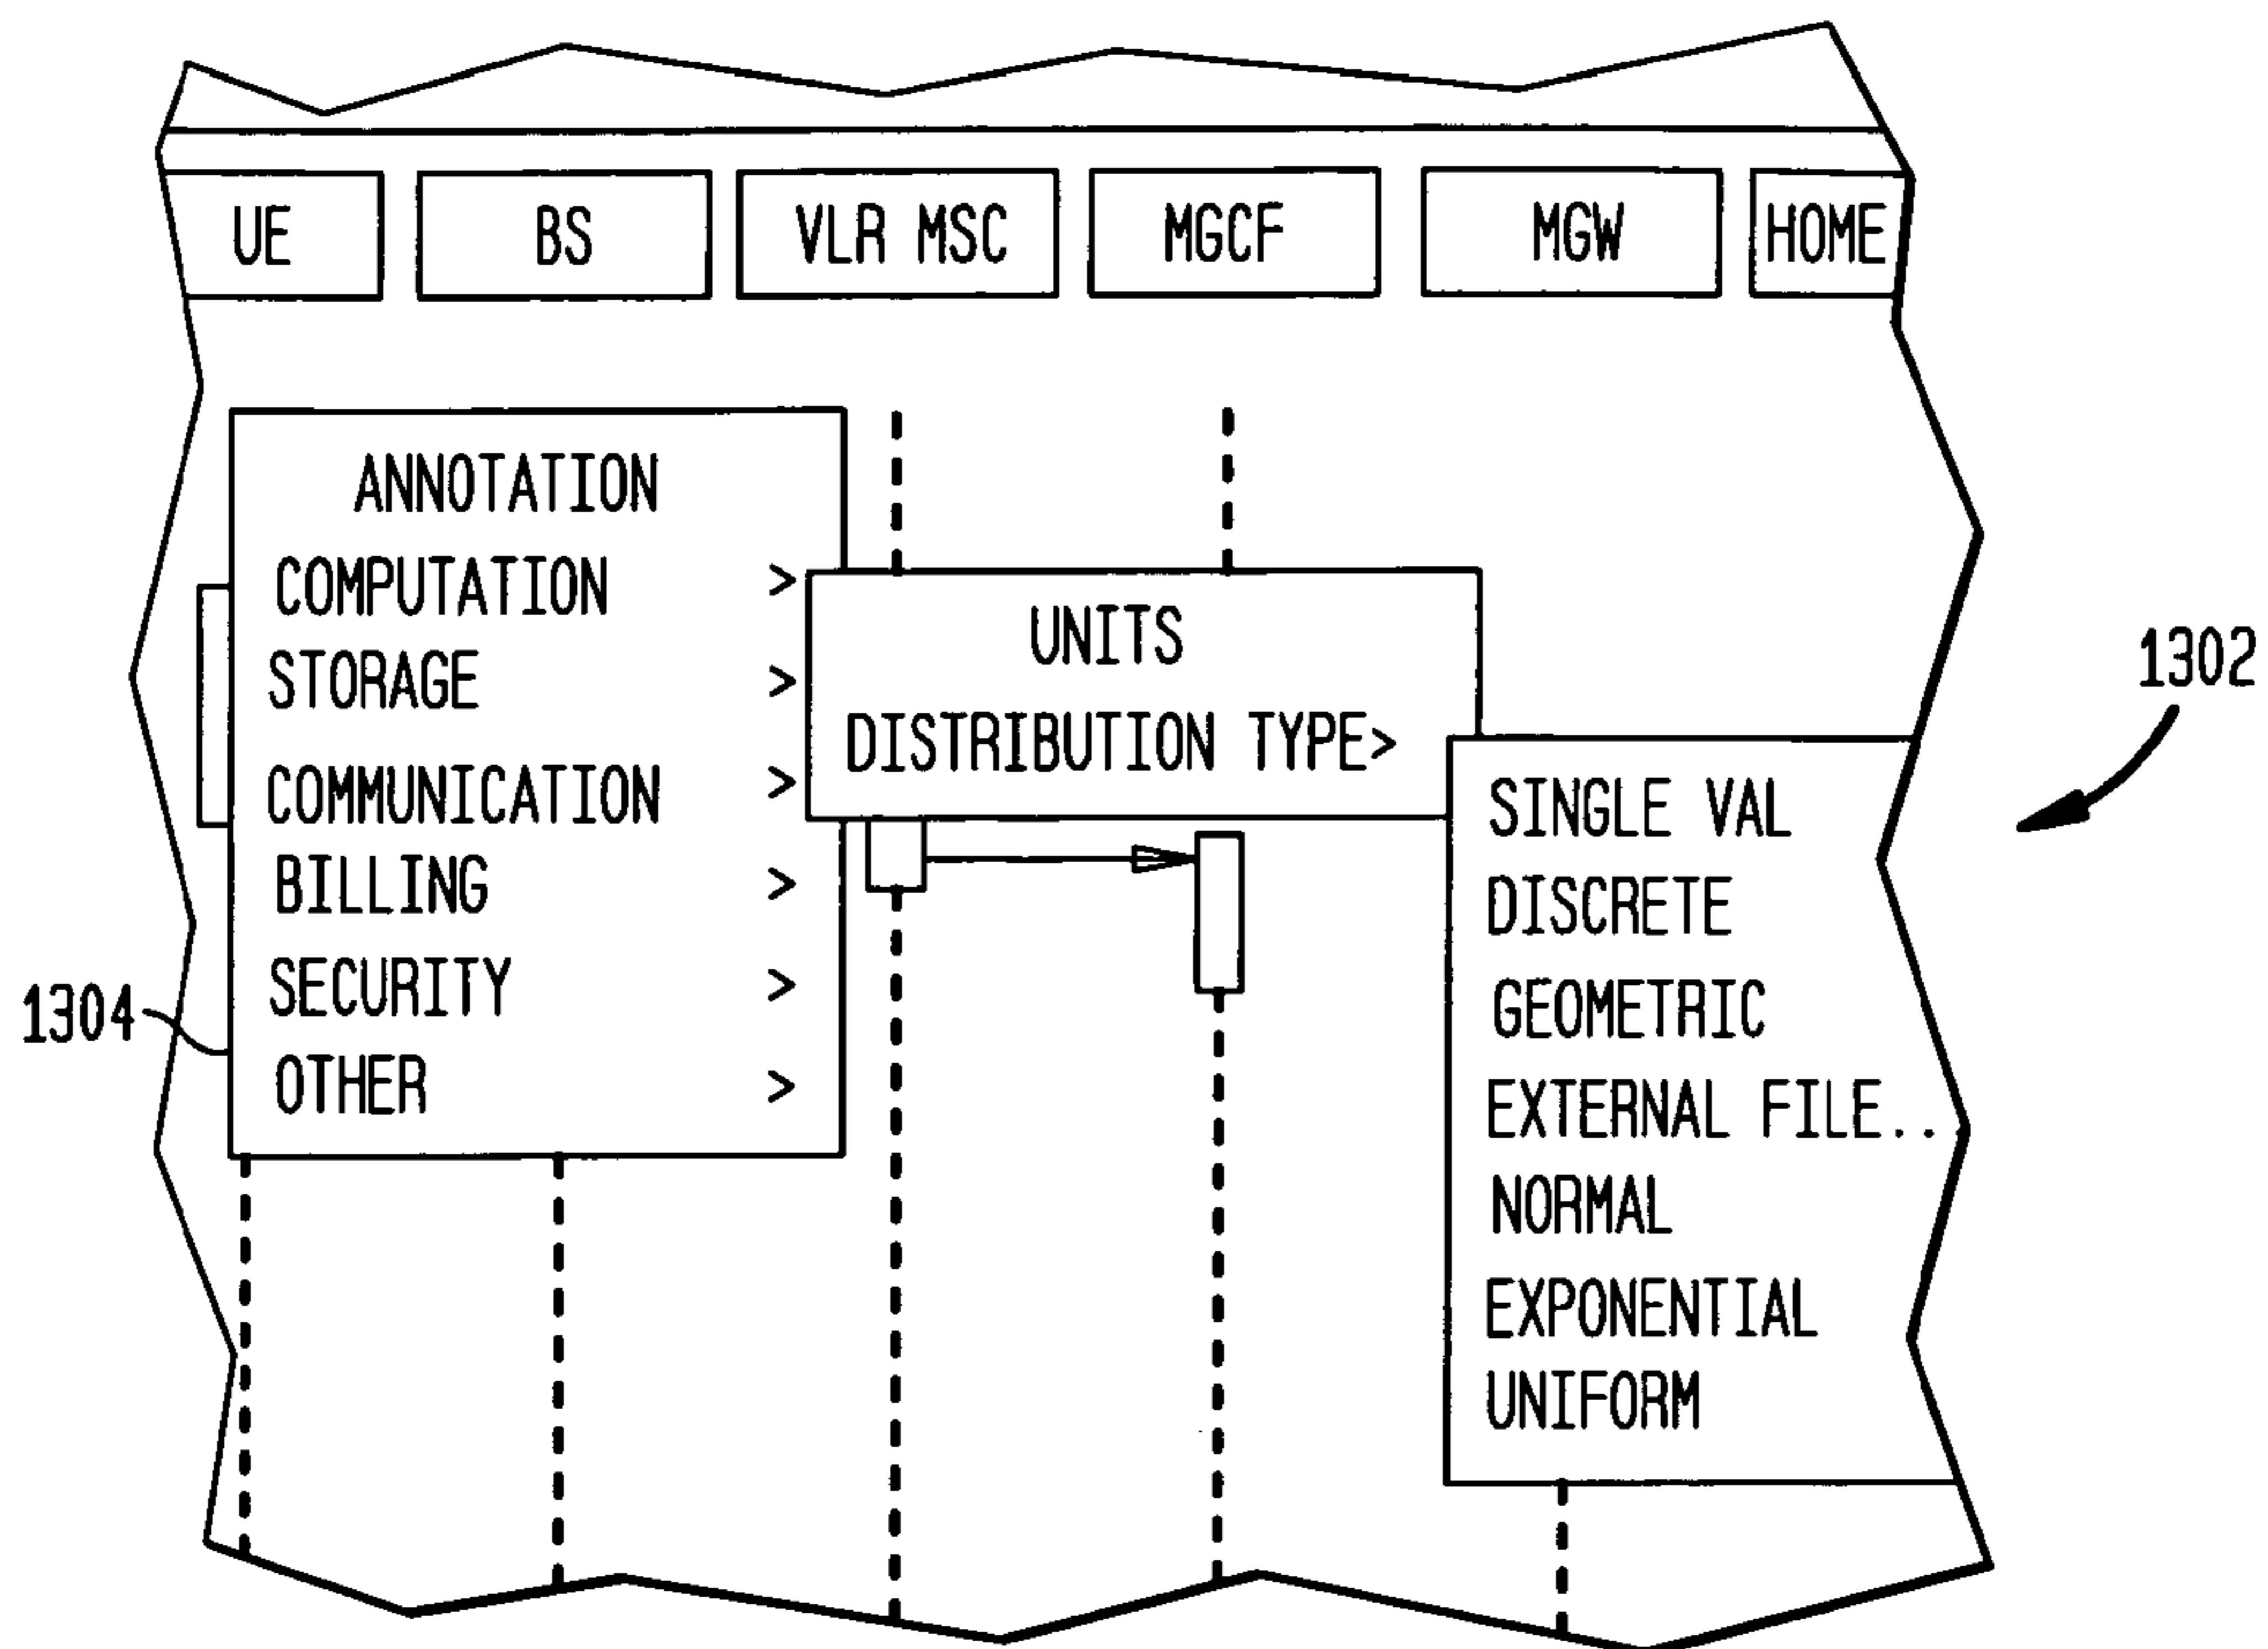 UE BS VLR MSC MGCF MGW HOME
ANNOTATION
COMPUTATION >
STORAGE >
COMMUNICATION >
BILLING >
SECURITY >
OTHER >
UNITS
DISTRIBUTION TYPE>
SINGLE VAL
DISCRETE
GEOMETRIC
EXTERNAL FILE...
NORMAL
EXPONENTIAL
UNIFORM
1302
1304